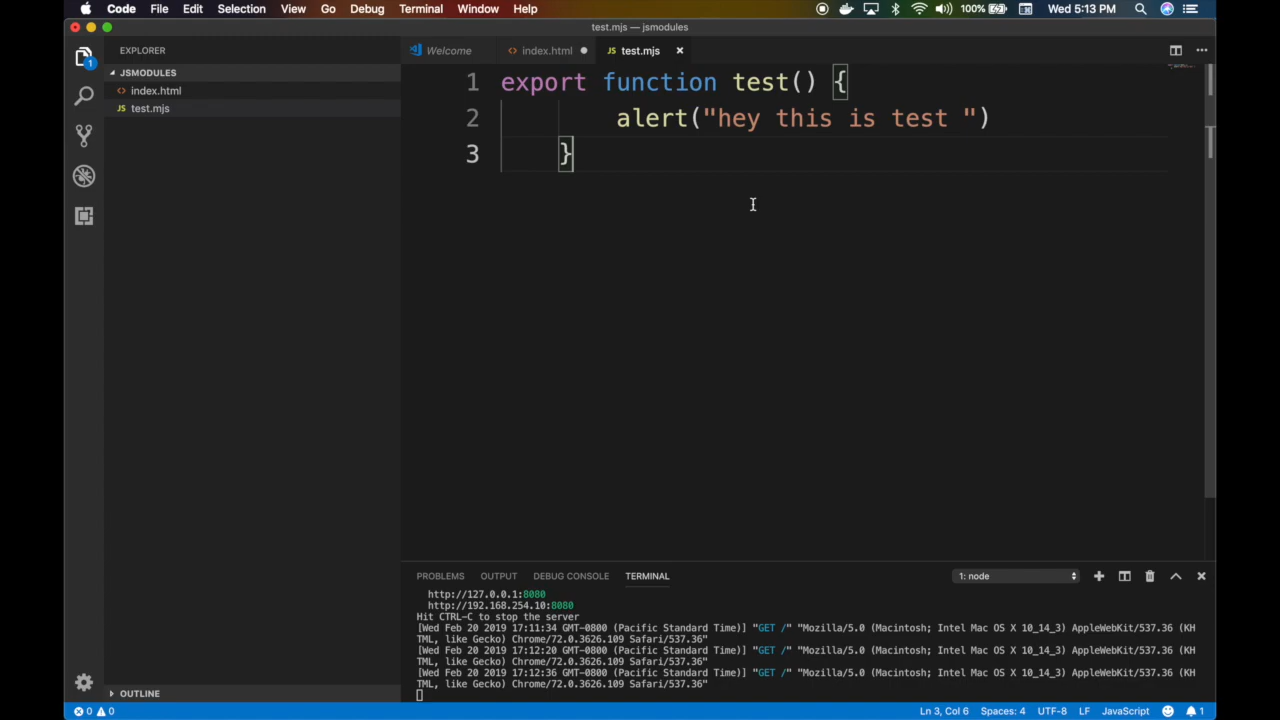 Code File Edit Selection View Go Debug Terminal Window Help 100% Wed 5:13 PM
test.mjs — jsmodules
EXPLORER
Welcome
index.html
test.mjs
JSMODULES
index.html
JS test.mjs
1
OUTLINE
1 export function test() {
2 alert("hey this is test ")
3 }
PROBLEMS OUTPUT DEBUG CONSOLE TERMINAL 1: node
http://127.0.0.1:8080
http://192.168.254.10:8080
Hit CTRL-C to stop the server
[Wed Feb 20 2019 17:11:34 GMT-0800 (Pacific Standard Time)] "GET /" "Mozilla/5.0 (Macintosh; Intel Mac OS X 10_14_3) AppleWebKit/537.36 (KH
TML, like Gecko) Chrome/72.0.3626.109 Safari/537.36"
[Wed Feb 20 2019 17:12:20 GMT-0800 (Pacific Standard Time)] "GET /" "Mozilla/5.0 (Macintosh; Intel Mac OS X 10_14_3) AppleWebKit/537.36 (KH
TML, like Gecko) Chrome/72.0.3626.109 Safari/537.36"
[Wed Feb 20 2019 17:12:36 GMT-0800 (Pacific Standard Time)] "GET /" "Mozilla/5.0 (Macintosh; Intel Mac OS X 10_14_3) AppleWebKit/537.36 (KH
TML, like Gecko) Chrome/72.0.3626.109 Safari/537.36"
0 0 Ln 3, Col 6 Spaces: 4 UTF-8 LF JavaScript 1